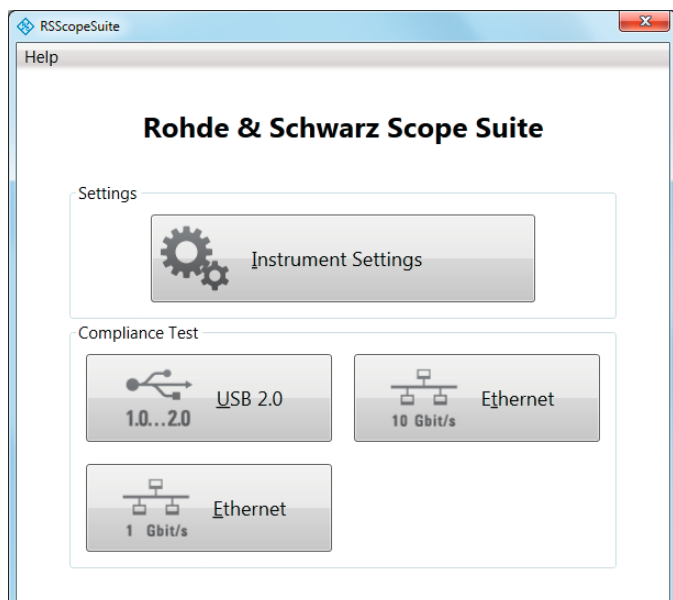 RSScopeSuite
Help
Rohde & Schwarz Scope Suite
Settings
Instrument Settings
Compliance Test
1.0...2.0
USB 2.0
10 Gbit/s
Ethernet
1 Gbit/s
Ethernet